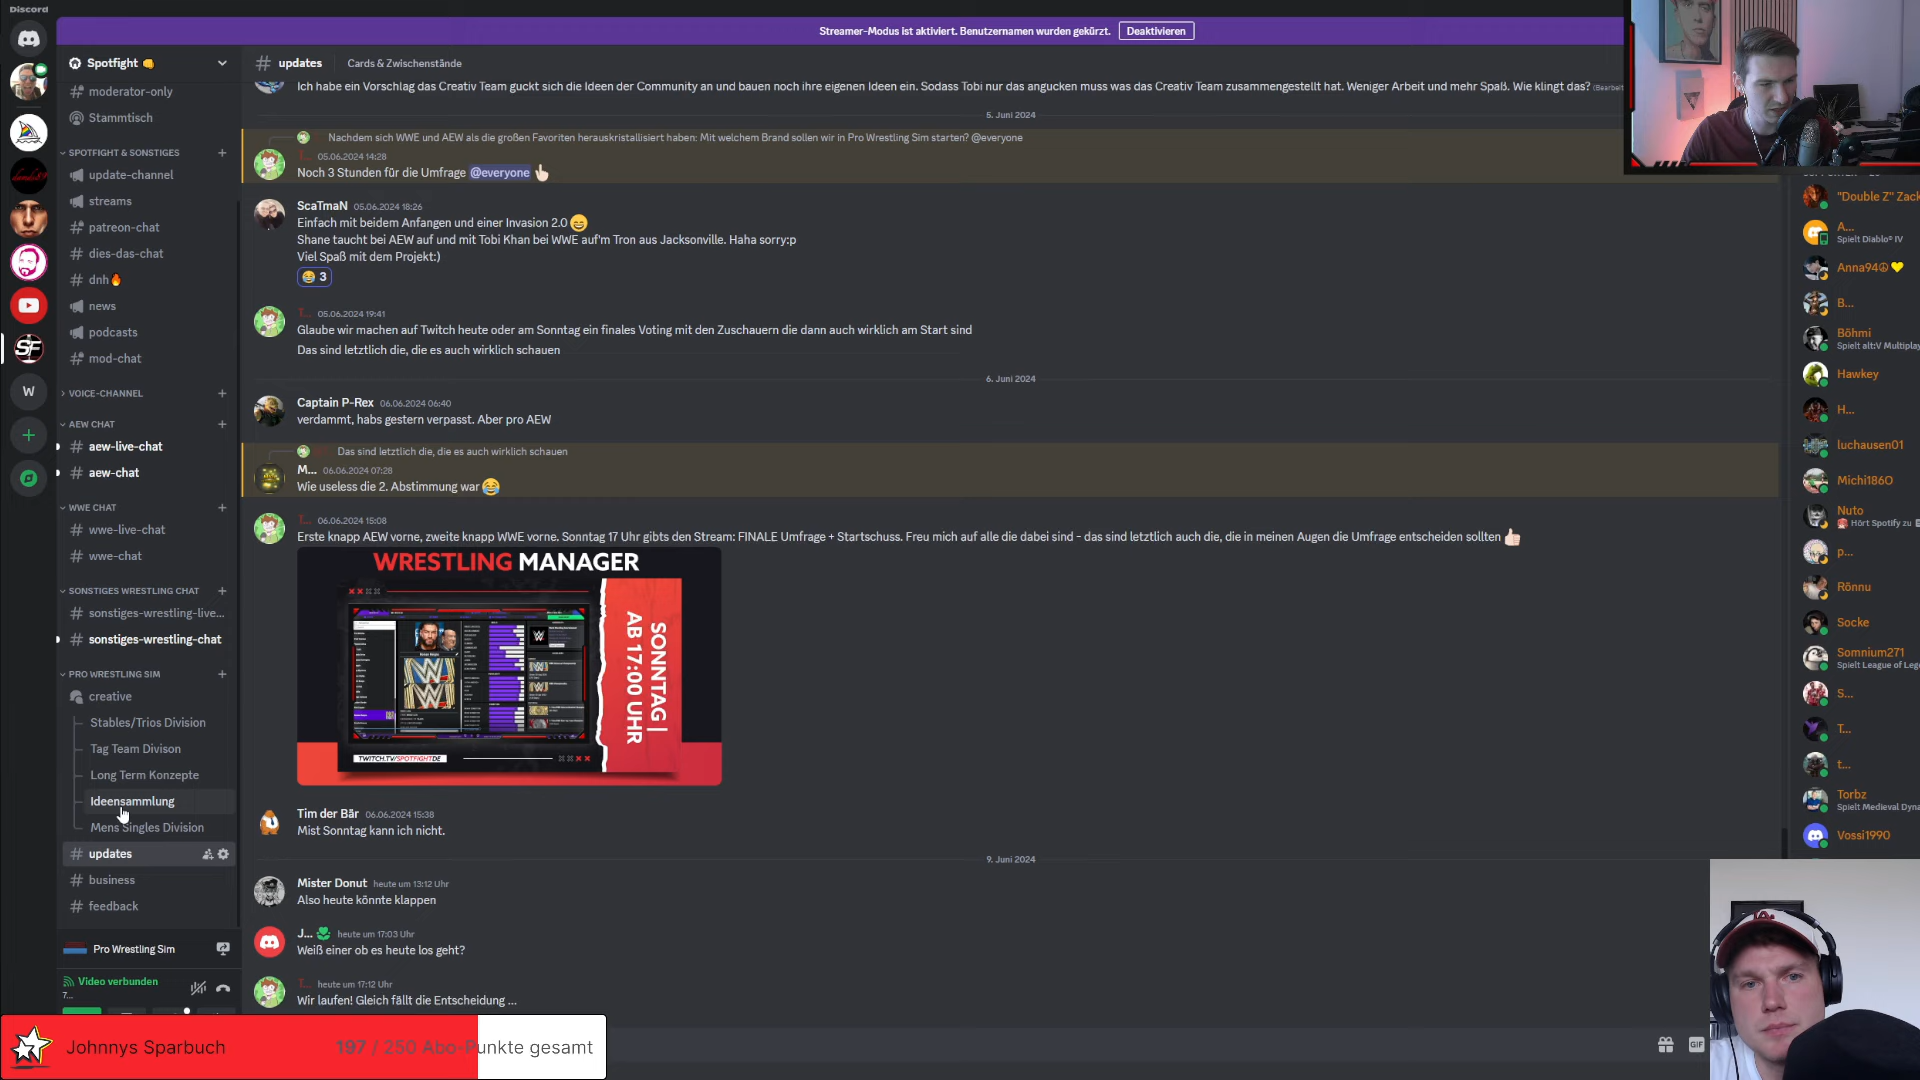 Discord
Streamer-Modus ist aktiviert. Benutzernamen wurden gekürzt.
Deaktivieren
Spotfight
moderator-only
Stammtisch
SPOTFIGHT & SONSTIGES
update-channel
streams
patreon-chat
dies-das-chat
dnh🔥
news
podcasts
mod-chat
VOICE-CHANNEL
AEW CHAT
aew-live-chat
aew-chat
WWE CHAT
wwe-live-chat
wwe-chat
SONSTIGES WRESTLING CHAT
sonstiges-wrestling-live...
sonstiges-wrestling-chat
PRO WRESTLING SIM
creative
Stables/Trios Division
Tag Team Divison
Long Term Konzepte
Ideensammlung
Mens Singles Division
updates
business
feedback
Pro Wrestling Sim
Video verbunden
7...
SF
W
updates
Cards & Zwischenstände
Ich habe ein Vorschlag das Creativ Team guckt sich die Ideen der Community an und bauen noch ihre eigenen Ideen ein. Sodass Tobi nur das angucken muss was das Creativ Team zusammengestellt hat. Weniger Arbeit und mehr Spaß. Wie klingt das?
5. Juni 2024
Nachdem sich WWE und AEW als die großen Favoriten herauskristallisiert haben: Mit welchem Brand sollen wir in Pro Wrestling Sim starten? @everyone
T... 05.06.2024 14:28
Noch 3 Stunden für die Umfrage @everyone 👆
ScaTmaN 05.06.2024 18:26
Einfach mit beidem Anfangen und einer Invasion 2.0 😄
Shane taucht bei AEW auf und mit Tobi Khan bei WWE auf'm Tron aus Jacksonville. Haha sorry:p
Viel Spaß mit dem Projekt:)
😂 3
T... 05.06.2024 19:41
Glaube wir machen auf Twitch heute oder am Sonntag ein finales Voting mit den Zuschauern die dann auch wirklich am Start sind
Das sind letztlich die, die es auch wirklich schauen
6. Juni 2024
Captain P-Rex 06.06.2024 06:40
verdammt, habs gestern verpasst. Aber pro AEW
Das sind letztlich die, die es auch wirklich schauen
M... 06.06.2024 07:28
Wie useless die 2. Abstimmung war 😂
T... 06.06.2024 15:08
Erste knapp AEW vorne, zweite knapp WWE vorne. Sonntag 17 Uhr gibts den Stream: FINALE Umfrage + Startschuss. Freu mich auf alle die dabei sind - das sind letztlich auch die, die in meinen Augen die Umfrage entscheiden sollten 👍
WRESTLING MANAGER
SONNTAG |
AB 17:00 UHR
TWITCH.TV/SPOTFIGHTDE
Tim der Bär 06.06.2024 15:38
Mist Sonntag kann ich nicht.
9. Juni 2024
Mister Donut heute um 13:12 Uhr
Also heute könnte klappen
J... heute um 17:03 Uhr
Weiß einer ob es heute los geht?
T... heute um 17:12 Uhr
Wir laufen! Gleich fällt die Entscheidung ...
GIF
"Double Z" Zack
A...
Spielt Diablo® IV
Anna94☮💛
B...
Böhmi
Spielt alt:V Multiplay
Hawkey
H...
luchausen01
Michi1860
Nuto
Hört Spotify zu
p...
Rōnnu
Socke
Somnium271
Spielt League of Lege
S...
T...
t...
Torbz
Spielt Medieval Dyna
Vossi1990
Johnnys Sparbuch
197 / 250 Abo-Punkte gesamt